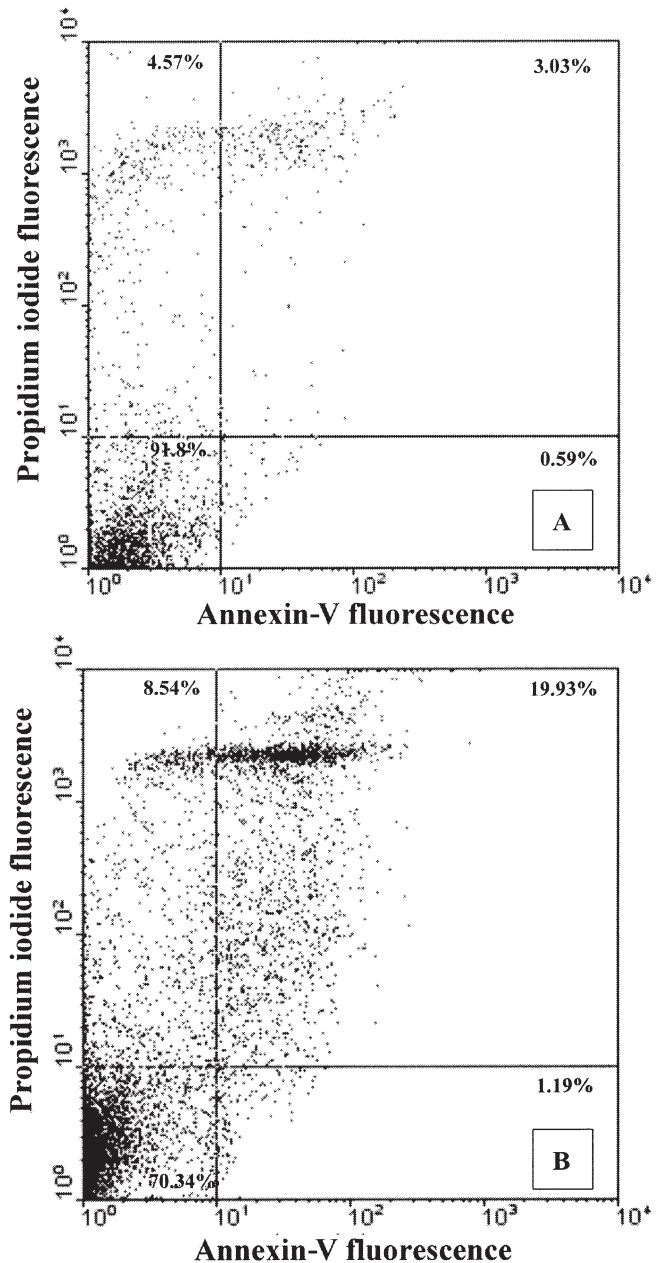 10⁴
4.57%
3.03%
10³
Propidium iodide fluorescence
10²
10¹
91.8%
0.59%
A
10⁰
10⁰ 10¹ 10² 10³ 10⁴
Annexin-V fluorescence
10⁴
8.54%
19.93%
10³
Propidium iodide fluorescence
10²
10¹
1.19%
B
70.34%
10⁰
10⁰ 10¹ 10² 10³ 10⁴
Annexin-V fluorescence